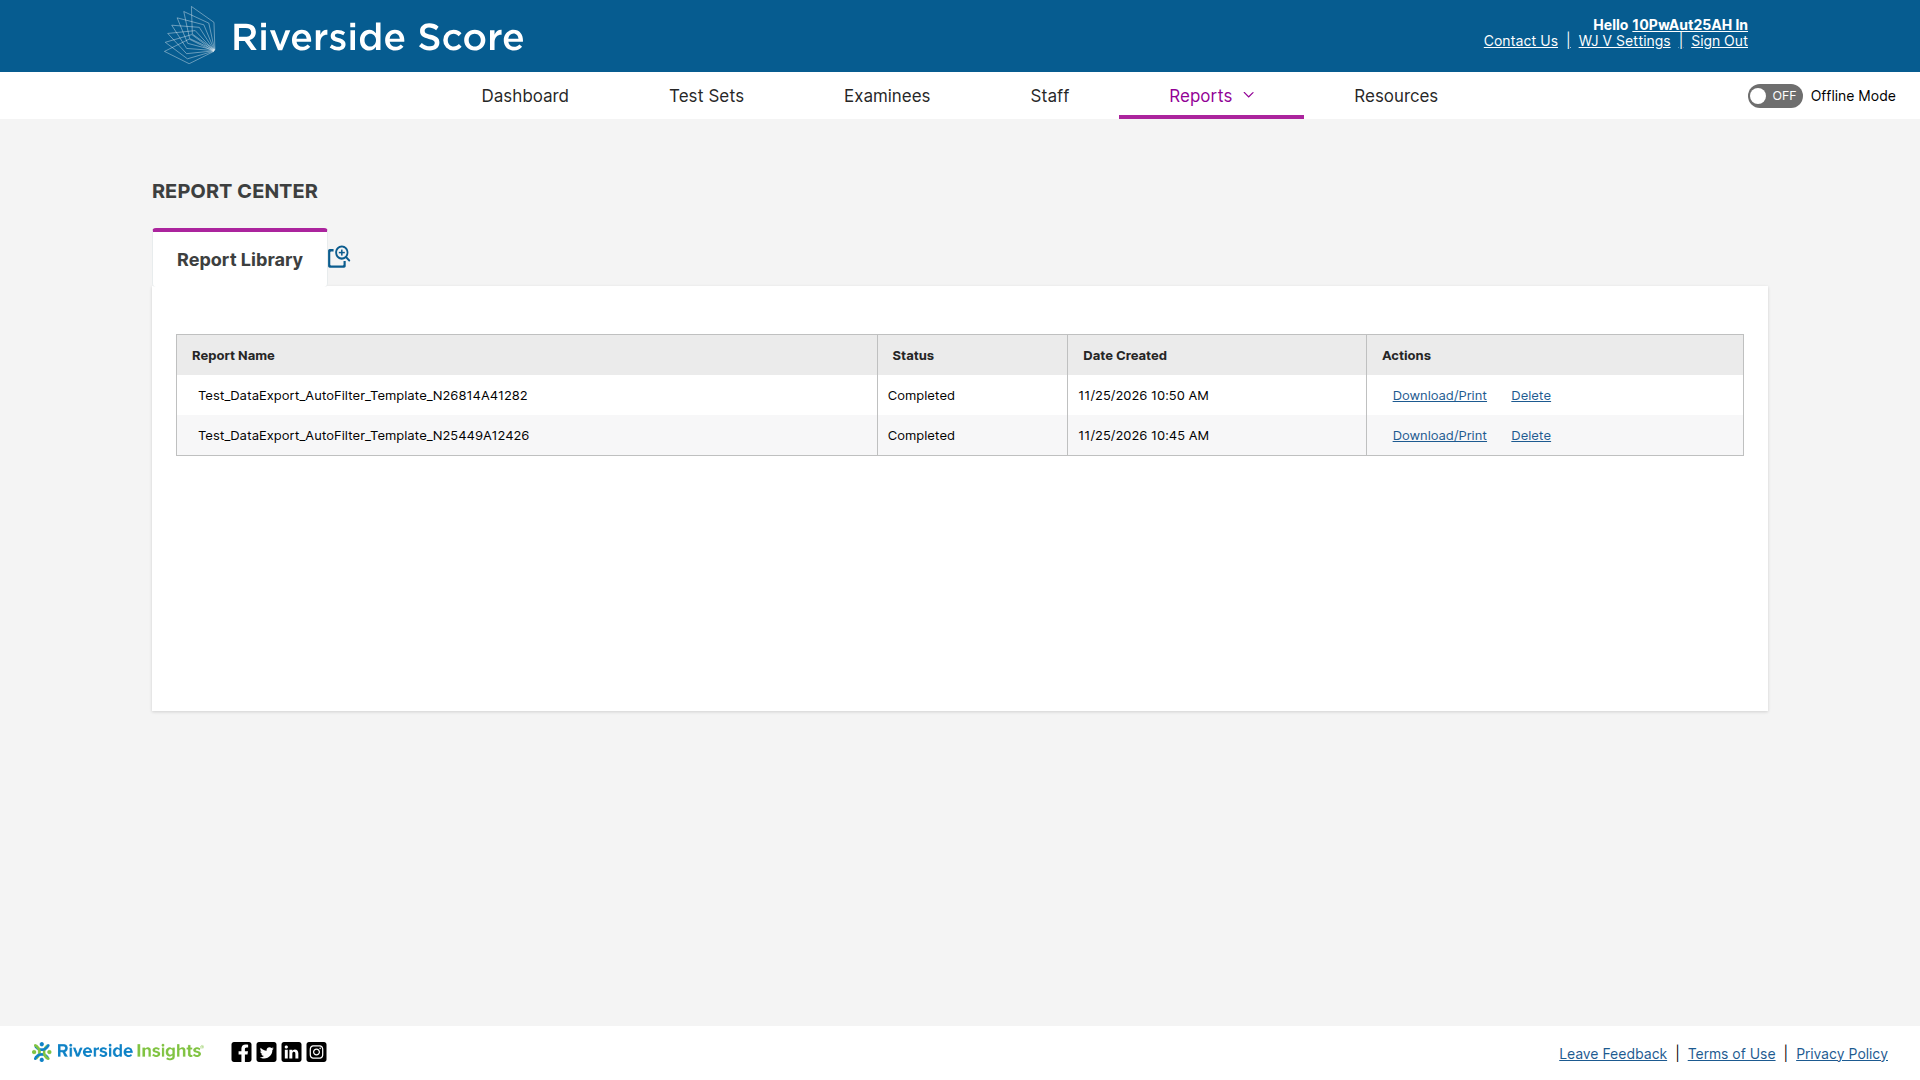 Riverside Score
Hello 10PwAut25AH In
Contact Us | WJ V Settings | Sign Out
Dashboard Test Sets Examinees Staff Reports Resources OFF Offline Mode
REPORT CENTER
Report Library
Report Name Status Date Created Actions
Test_DataExport_AutoFilter_Template_N26814A41282 Completed 11/25/2026 10:50 AM Download/Print Delete
Test_DataExport_AutoFilter_Template_N25449A12426 Completed 11/25/2026 10:45 AM Download/Print Delete
Riverside Insights
Leave Feedback | Terms of Use | Privacy Policy